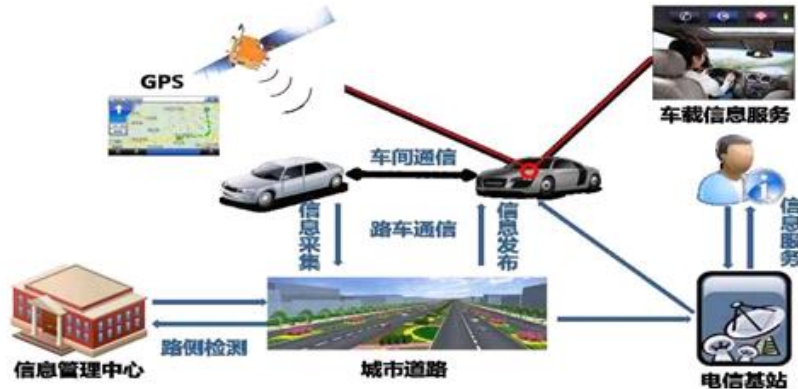 GPS
车载信息服务
车间通信
信息采集
路车通信
信息发布
信息服务
路侧检测
信息管理中心
城市道路
电信基站